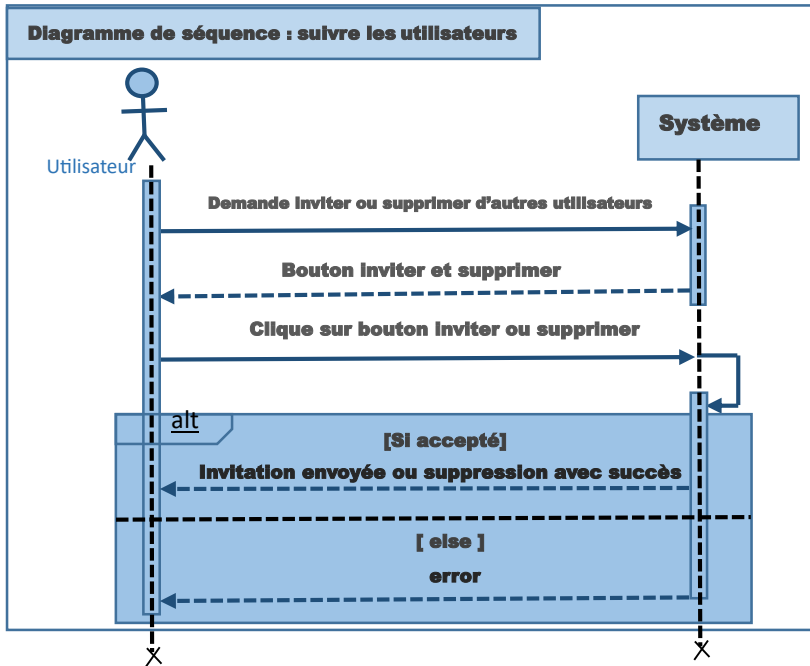 Diagramme de séquence : suivre les utilisateurs
Utilisateur
Système
Demande inviter ou supprimer d'autres utilisateurs
Bouton inviter et supprimer
Clique sur bouton inviter ou supprimer
alt
[Si accepté]
Invitation envoyée ou suppression avec succès
[ else ]
error